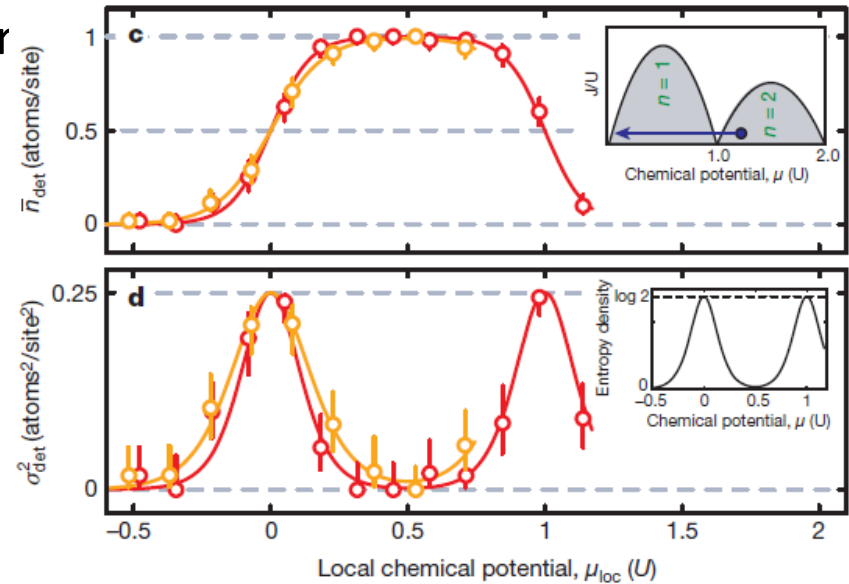 c
1
0.5
0
n̄det (atoms/site)
J/U
n = 1
n = 2
1.0 2.0
Chemical potential, μ (U)
d
0.25
0
σ²det (atoms²/site²)
Entropy density
log 2
0
−0.5 0 0.5 1
Chemical potential, μ (U)
−0.5 0 0.5 1 1.5 2
Local chemical potential, μloc (U)